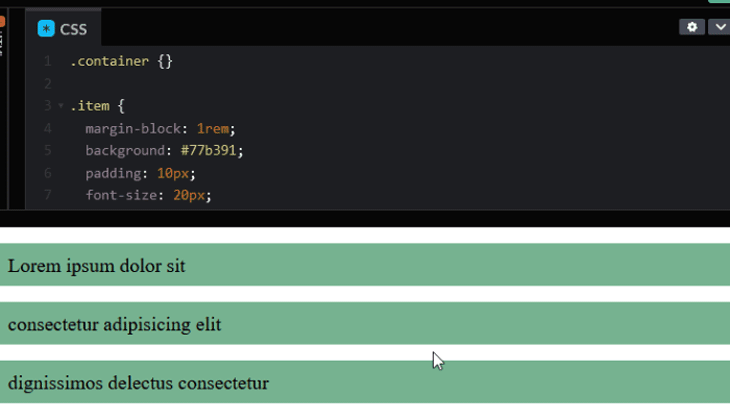 CSS
1 .container {}
2
3 .item {
4 margin-block: 1rem;
5 background: #77b391;
6 padding: 10px;
7 font-size: 20px;
Lorem ipsum dolor sit
consectetur adipisicing elit
dignissimos delectus consectetur